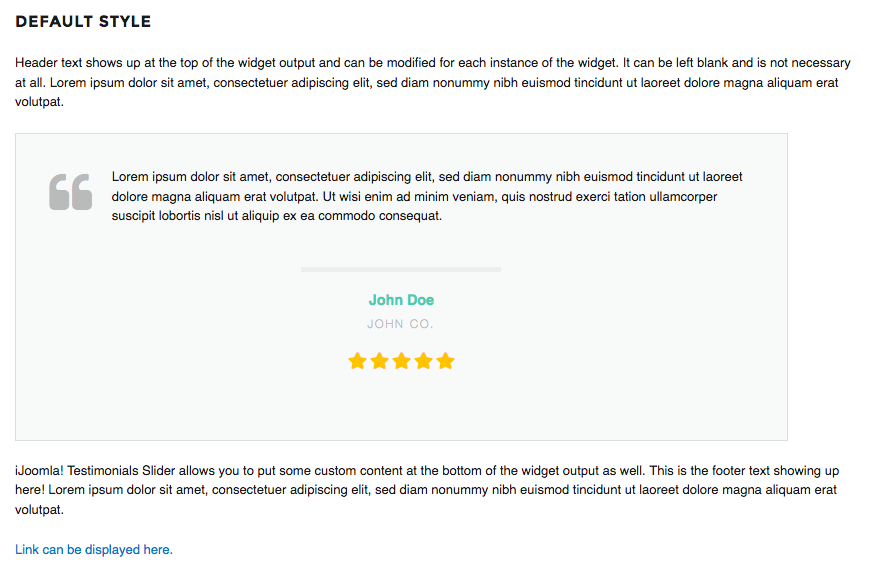 DEFAULT STYLE
Header text shows up at the top of the widget output and can be modified for each instance of the widget. It can be left blank and is not necessary
at all. Lorem ipsum dolor sit amet, consectetuer adipiscing elit, sed diam nonummy nibh euismod tincidunt ut laoreet dolore magna aliquam erat
volutpat.
Lorem ipsum dolor sit amet, consectetuer adipiscing elit, sed diam nonummy nibh euismod tincidunt ut laoreet
dolore magna aliquam erat volutpat. Ut wisi enim ad minim veniam, quis nostrud exerci tation ullamcorper
suscipit lobortis nisl ut aliquip ex ea commodo consequat.
John Doe
JOHN CO.
iJoomla! Testimonials Slider allows you to put some custom content at the bottom of the widget output as well. This is the footer text showing up
here! Lorem ipsum dolor sit amet, consectetuer adipiscing elit, sed diam nonummy nibh euismod tincidunt ut laoreet dolore magna aliquam erat
volutpat.
Link can be displayed here.